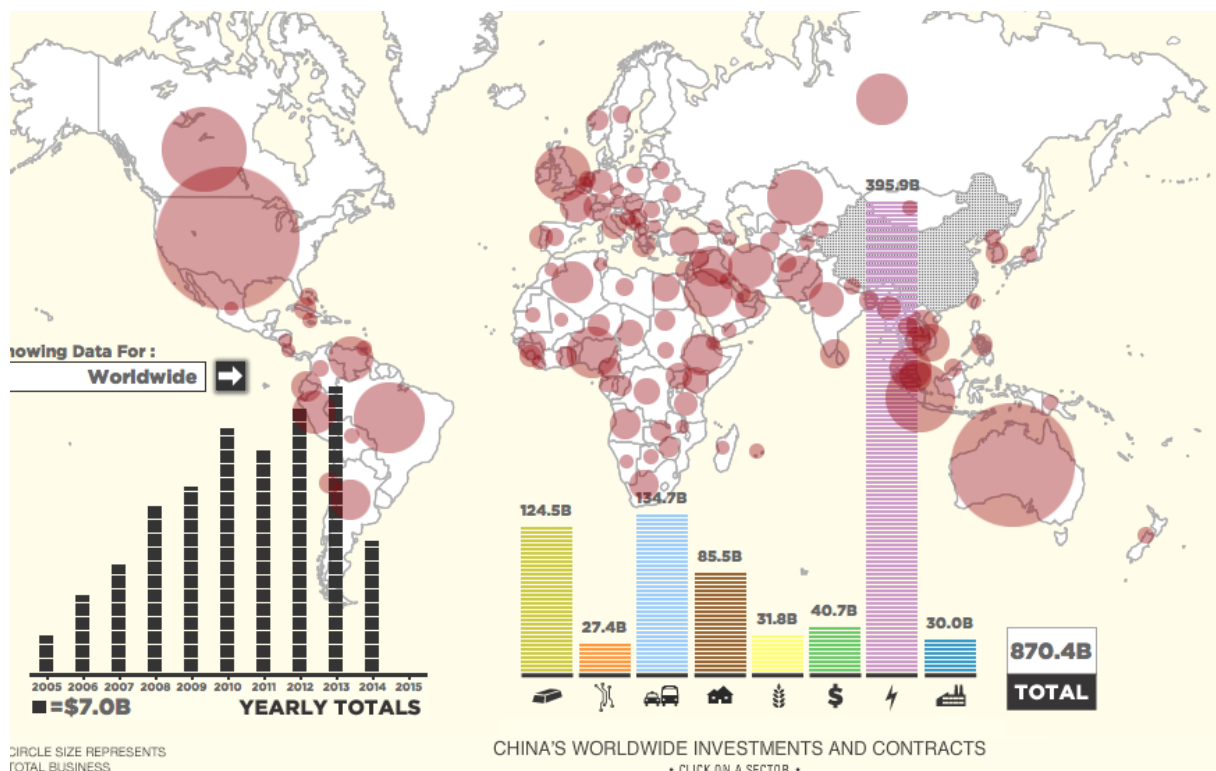 395.9B
howing Data For :
Worldwide
124.5B
134.7B
85.5B
27.4B
31.8B
40.7B
30.0B
870.4B
TOTAL
2005 2006 2007 2008 2009 2010 2011 2012 2013 2014 2015
=$7.0B YEARLY TOTALS
CIRCLE SIZE REPRESENTS
TOTAL BUSINESS
CHINA'S WORLDWIDE INVESTMENTS AND CONTRACTS
• CLICK ON A SECTOR •